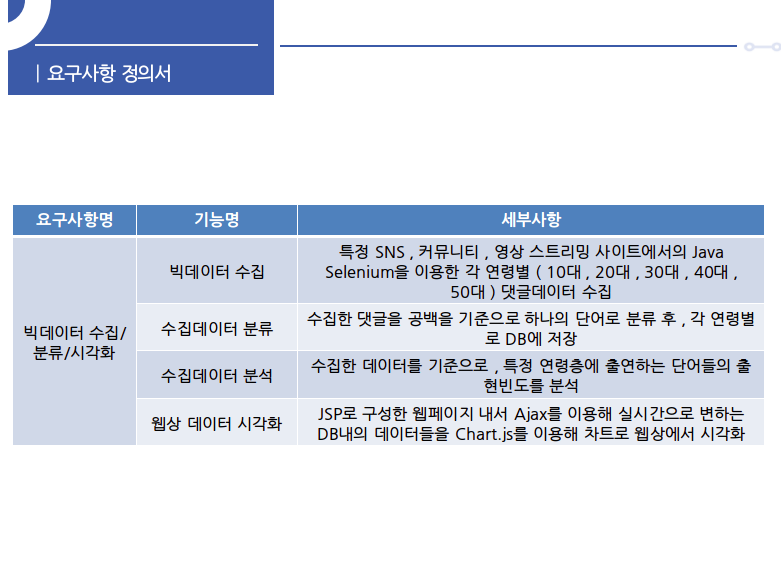 | 요구사항 정의서
요구사항명
기능명
세부사항
빅데이터 수집/
분류/시각화
빅데이터 수집
특정 SNS , 커뮤니티 , 영상 스트리밍 사이트에서의 Java
Selenium을 이용한 각 연령별 ( 10대 , 20대 , 30대 , 40대 ,
50대 ) 댓글데이터 수집
수집데이터 분류
수집한 댓글을 공백을 기준으로 하나의 단어로 분류 후 , 각 연령별
로 DB에 저장
수집데이터 분석
수집한 데이터를 기준으로 , 특정 연령층에 출연하는 단어들의 출
현빈도를 분석
웹상 데이터 시각화
JSP로 구성한 웹페이지 내서 Ajax를 이용해 실시간으로 변하는
DB내의 데이터들을 Chart.js를 이용해 차트로 웹상에서 시각화